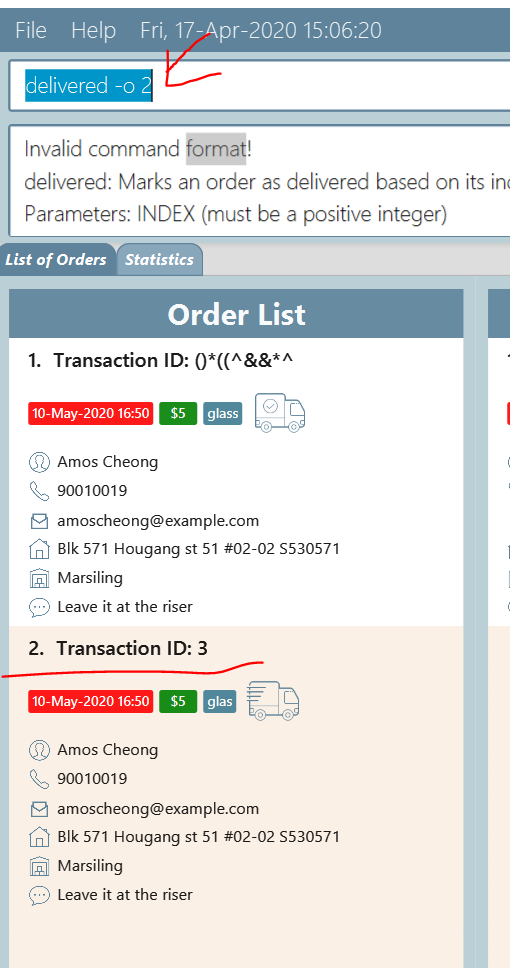 File Help Fri, 17-Apr-2020 15:06:20
delivered -o 2
Invalid command format!
delivered: Marks an order as delivered based on its
Parameters: INDEX (must be a positive integer)
List of Orders Statistics
Order List
1. Transaction ID: ()*((^&&*^
10-May-2020 16:50 $5 glass
Amos Cheong
90010019
amoscheong@example.com
Blk 571 Hougang st 51 #02-02 S530571
Marsiling
Leave it at the riser
2. Transaction ID: 3
10-May-2020 16:50 $5 glas
Amos Cheong
90010019
amoscheong@example.com
Blk 571 Hougang st 51 #02-02 S530571
Marsiling
Leave it at the riser